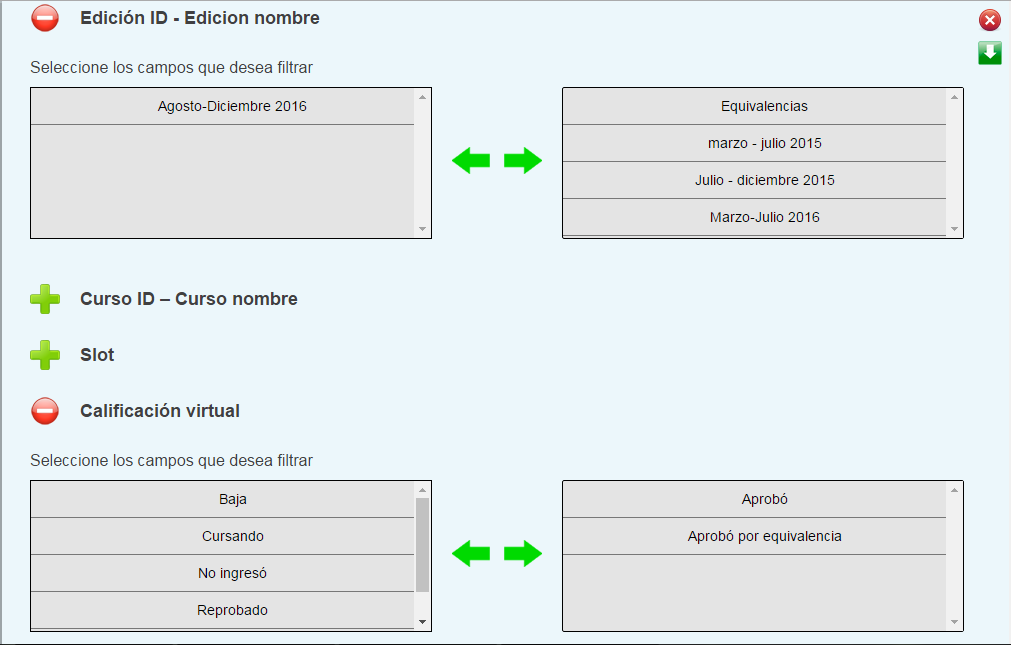 Edición ID - Edicion nombre
Seleccione los campos que desea filtrar
Agosto-Diciembre 2016
Equivalencias
marzo - julio 2015
Julio - diciembre 2015
Marzo-Julio 2016
Curso ID – Curso nombre
Slot
Calificación virtual
Seleccione los campos que desea filtrar
Baja
Cursando
No ingresó
Reprobado
Aprobó
Aprobó por equivalencia